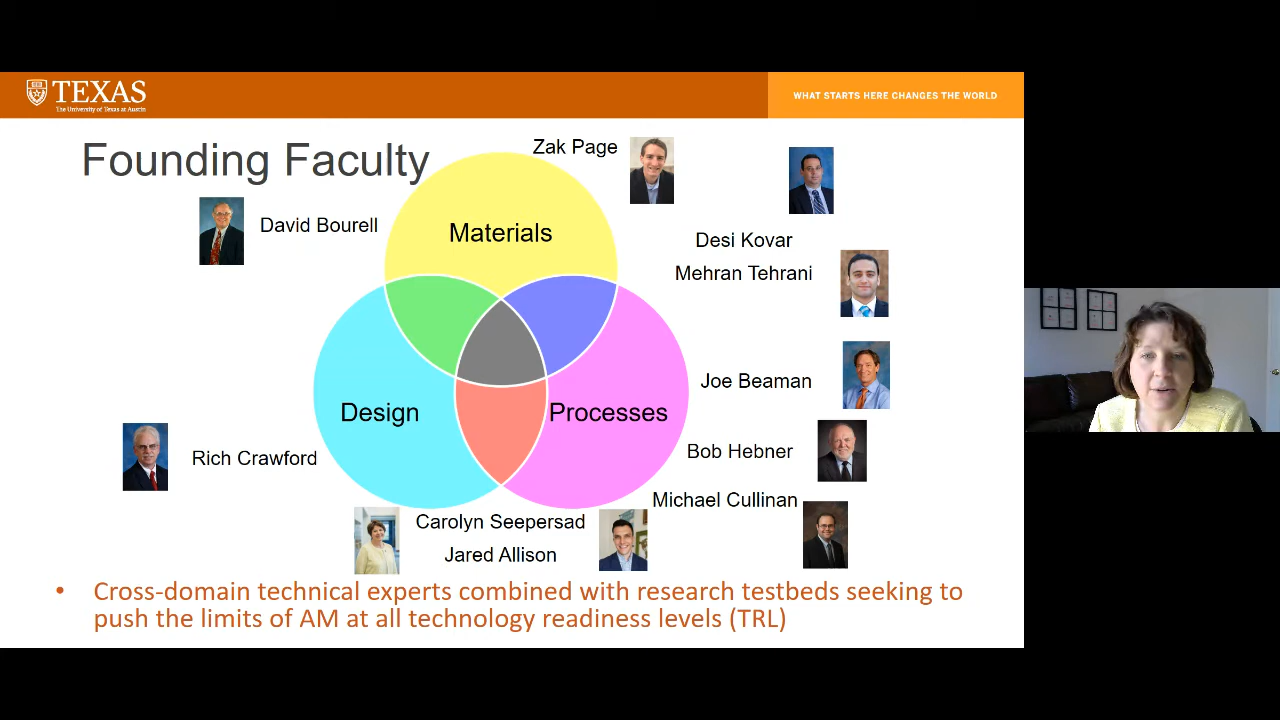 TEXAS
The University of Texas at Austin
WHAT STARTS HERE CHANGES THE WORLD
Founding Faculty
Zak Page
David Bourell
Materials
Desi Kovar
Mehran Tehrani
Joe Beaman
Design
Processes
Bob Hebner
Rich Crawford
Michael Cullinan
Carolyn Seepersad
Jared Allison
• Cross-domain technical experts combined with research testbeds seeking to
push the limits of AM at all technology readiness levels (TRL)